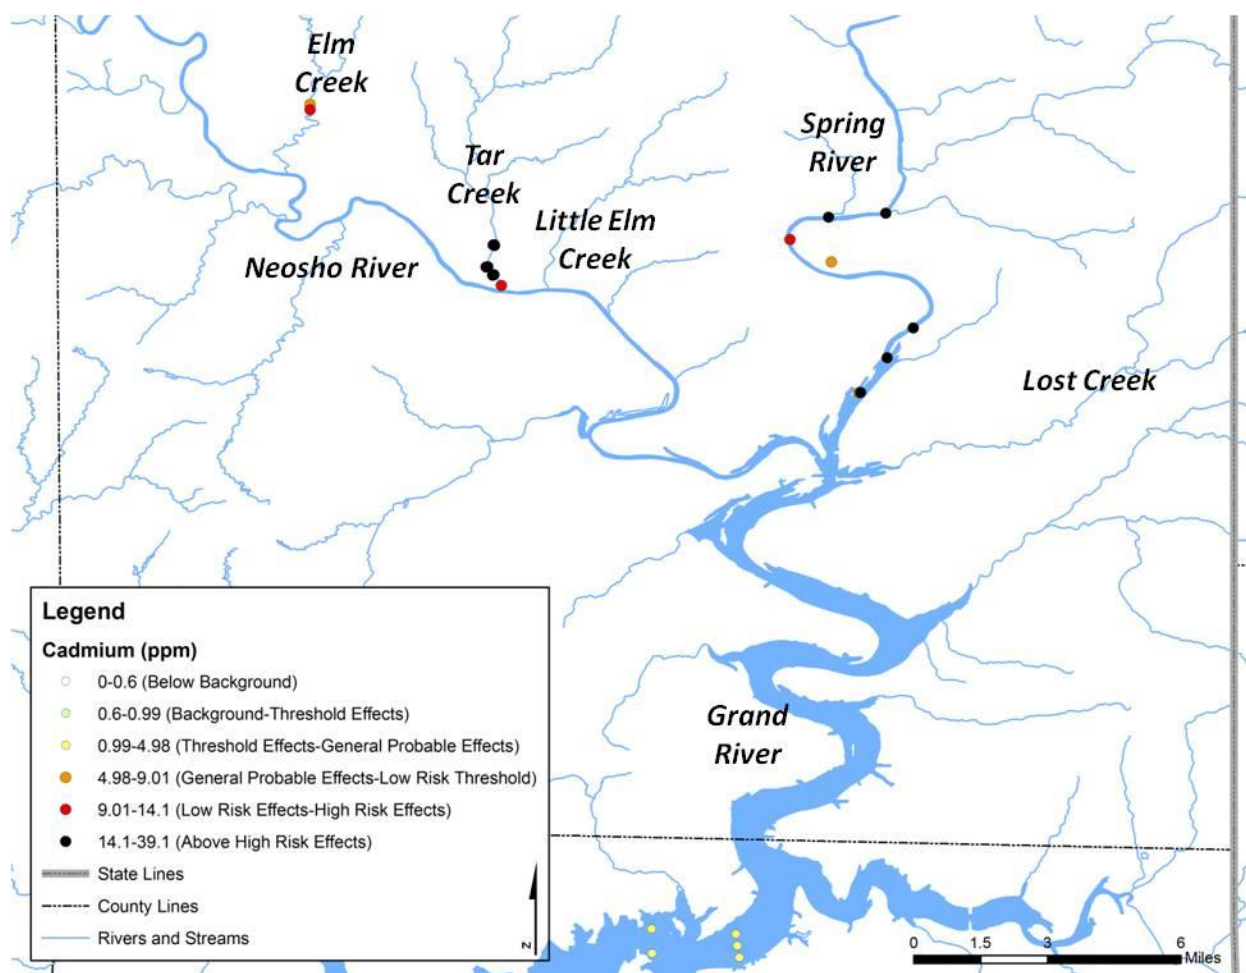 Elm
Creek
Spring
River
Tar
Creek
Little Elm
Creek
Neosho River
Lost Creek
Grand
River
Legend
Cadmium (ppm)
0-0.6 (Below Background)
0.6-0.99 (Background-Threshold Effects)
0.99-4.98 (Threshold Effects-General Probable Effects)
4.98-9.01 (General Probable Effects-Low Risk Threshold)
9.01-14.1 (Low Risk Effects-High Risk Effects)
14.1-39.1 (Above High Risk Effects)
State Lines
County Lines
Rivers and Streams
N
0 1.5 3 6
Miles